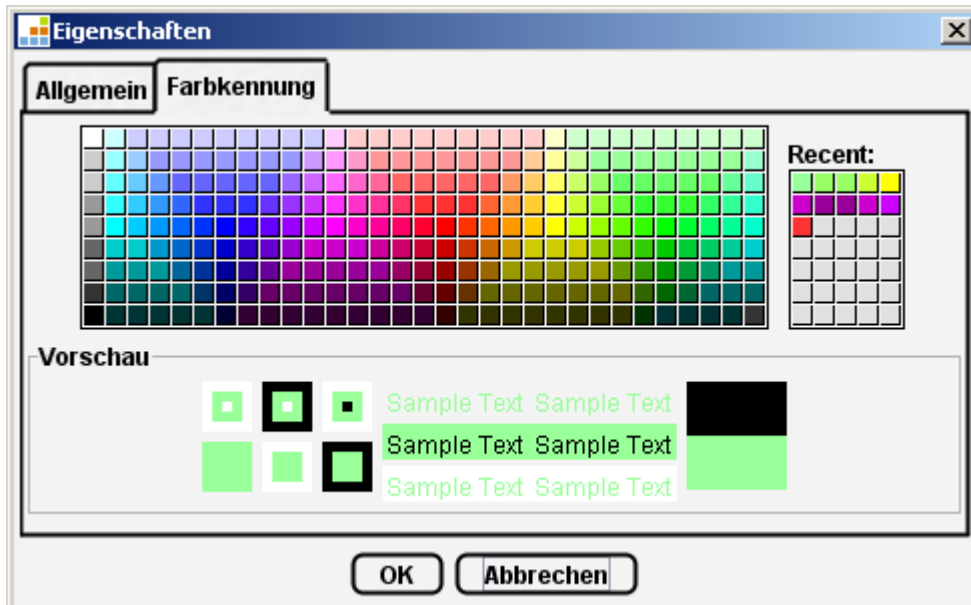 Eigenschaften
Allgemein Farbkennung
Recent:
Vorschau
Sample Text Sample Text
Sample Text Sample Text
Sample Text Sample Text
OK Abbrechen